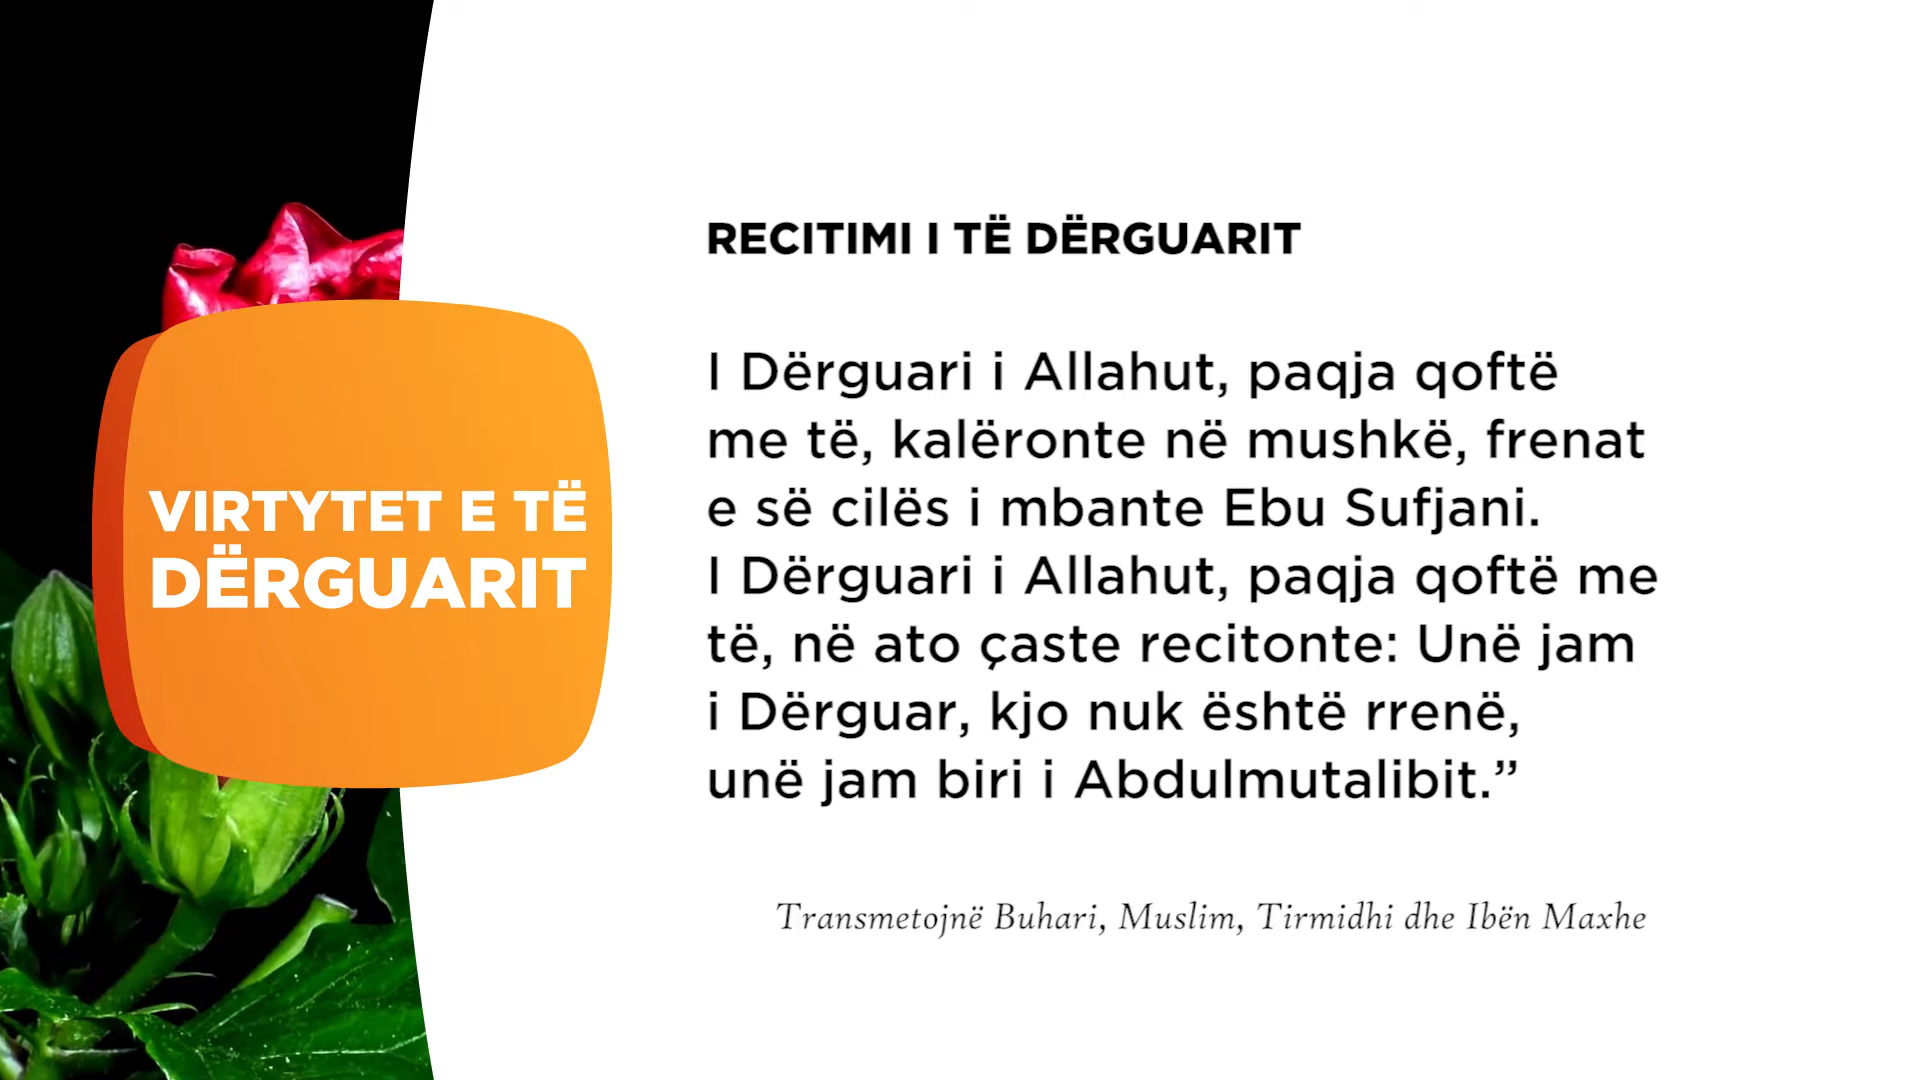 VIRTYTET E TË
DËRGUARIT
RECITIMI I TË DËRGUARIT
I Dërguari i Allahut, paqja qoftë
me të, kalëronte në mushkë, frenat
e së cilës i mbante Ebu Sufjani.
I Dërguari i Allahut, paqja qoftë me
të, në ato çaste recitonte: Unë jam
i Dërguar, kjo nuk është rrenë,
unë jam biri i Abdulmutalibit.”
Transmetojnë Buhari, Muslim, Tirmidhi dhe Ibën Maxhe